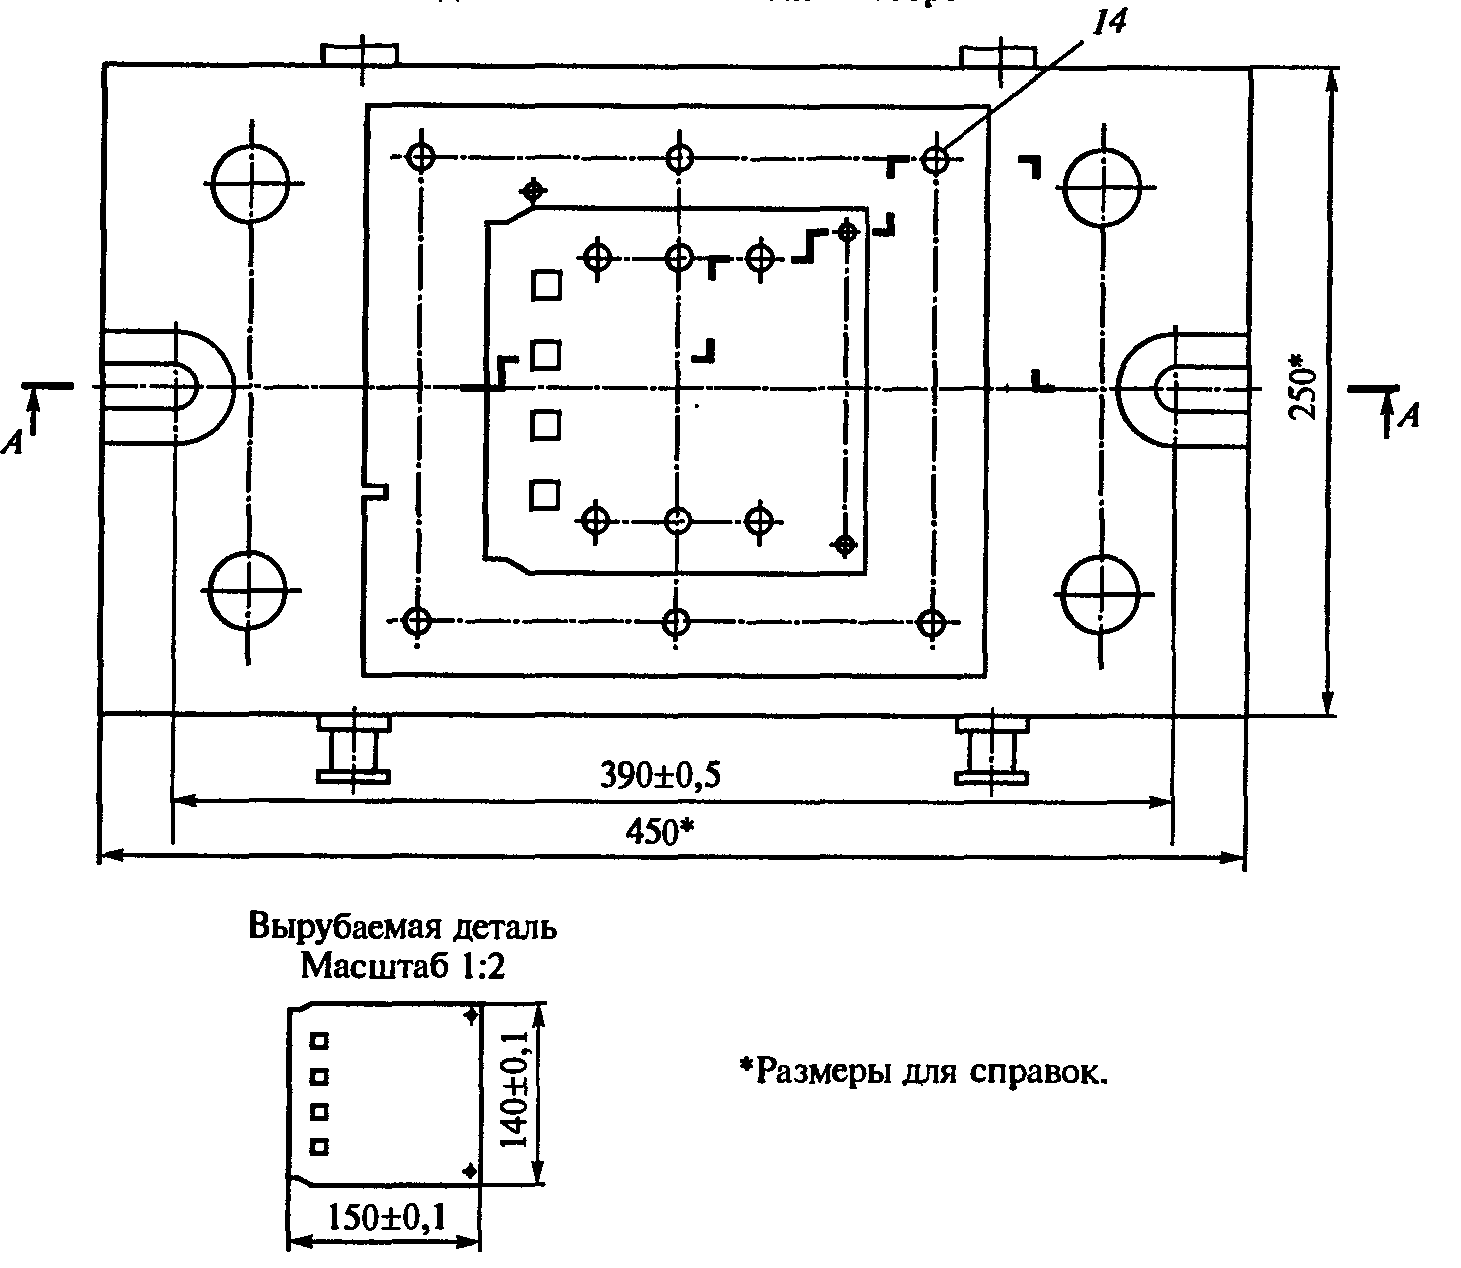 14
250*
А
А
390±0,5
450*
Вырубаемая деталь
Масштаб 1:2
140±0,1
*Размеры для справок.
150±0,1